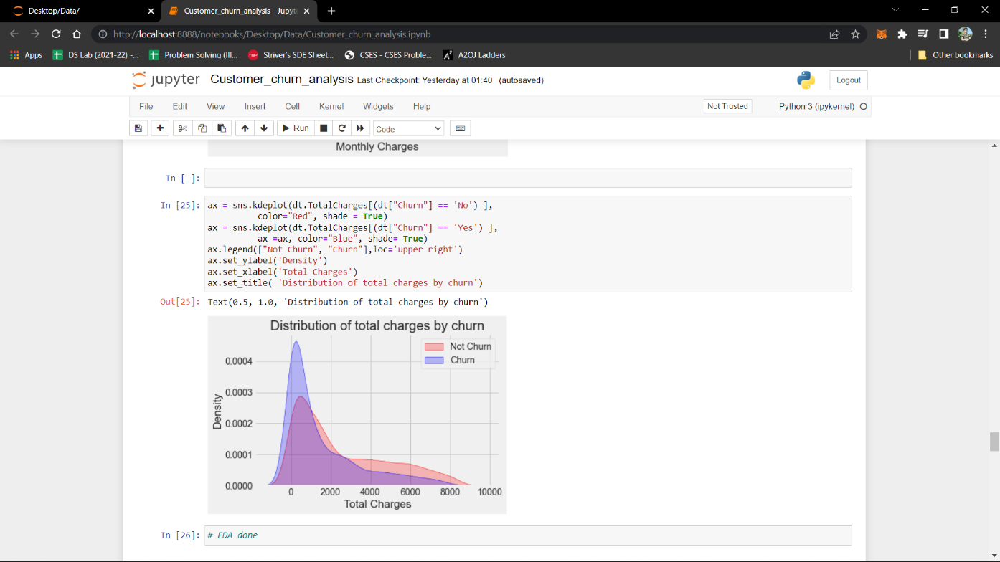 Desktop/Data/
Customer_churn_analysis - Jupyte
http://localhost:8888/notebooks/Desktop/Data/Customer_churn_analysis.ipynb
Apps
DS Lab (2021-22) -...
Problem Solving (III...
TUF
Striver's SDE Sheet...
CSES - CSES Proble...
A2OJ Ladders
Other bookmarks
jupyter
Customer_churn_analysis Last Checkpoint: Yesterday at 01:40 (autosaved)
Logout
File Edit View Insert Cell Kernel Widgets Help
Not Trusted
Python 3 (ipykernel)
Run
Code
Monthly Charges
In [ ]:
In [25]:
ax = sns.kdeplot(dt.TotalCharges[(dt["Churn"] == 'No') ],
color="Red", shade = True)
ax = sns.kdeplot(dt.TotalCharges[(dt["Churn"] == 'Yes') ],
ax =ax, color="Blue", shade= True)
ax.legend(["Not Churn", "Churn"],loc='upper right')
ax.set_ylabel('Density')
ax.set_xlabel('Total Charges')
ax.set_title( 'Distribution of total charges by churn')
Out[25]:
Text(0.5, 1.0, 'Distribution of total charges by churn')
Distribution of total charges by churn
Not Churn
Churn
0.0004
0.0003
0.0002
0.0001
0.0000
Density
0 2000 4000 6000 8000 10000
Total Charges
In [26]:
# EDA done